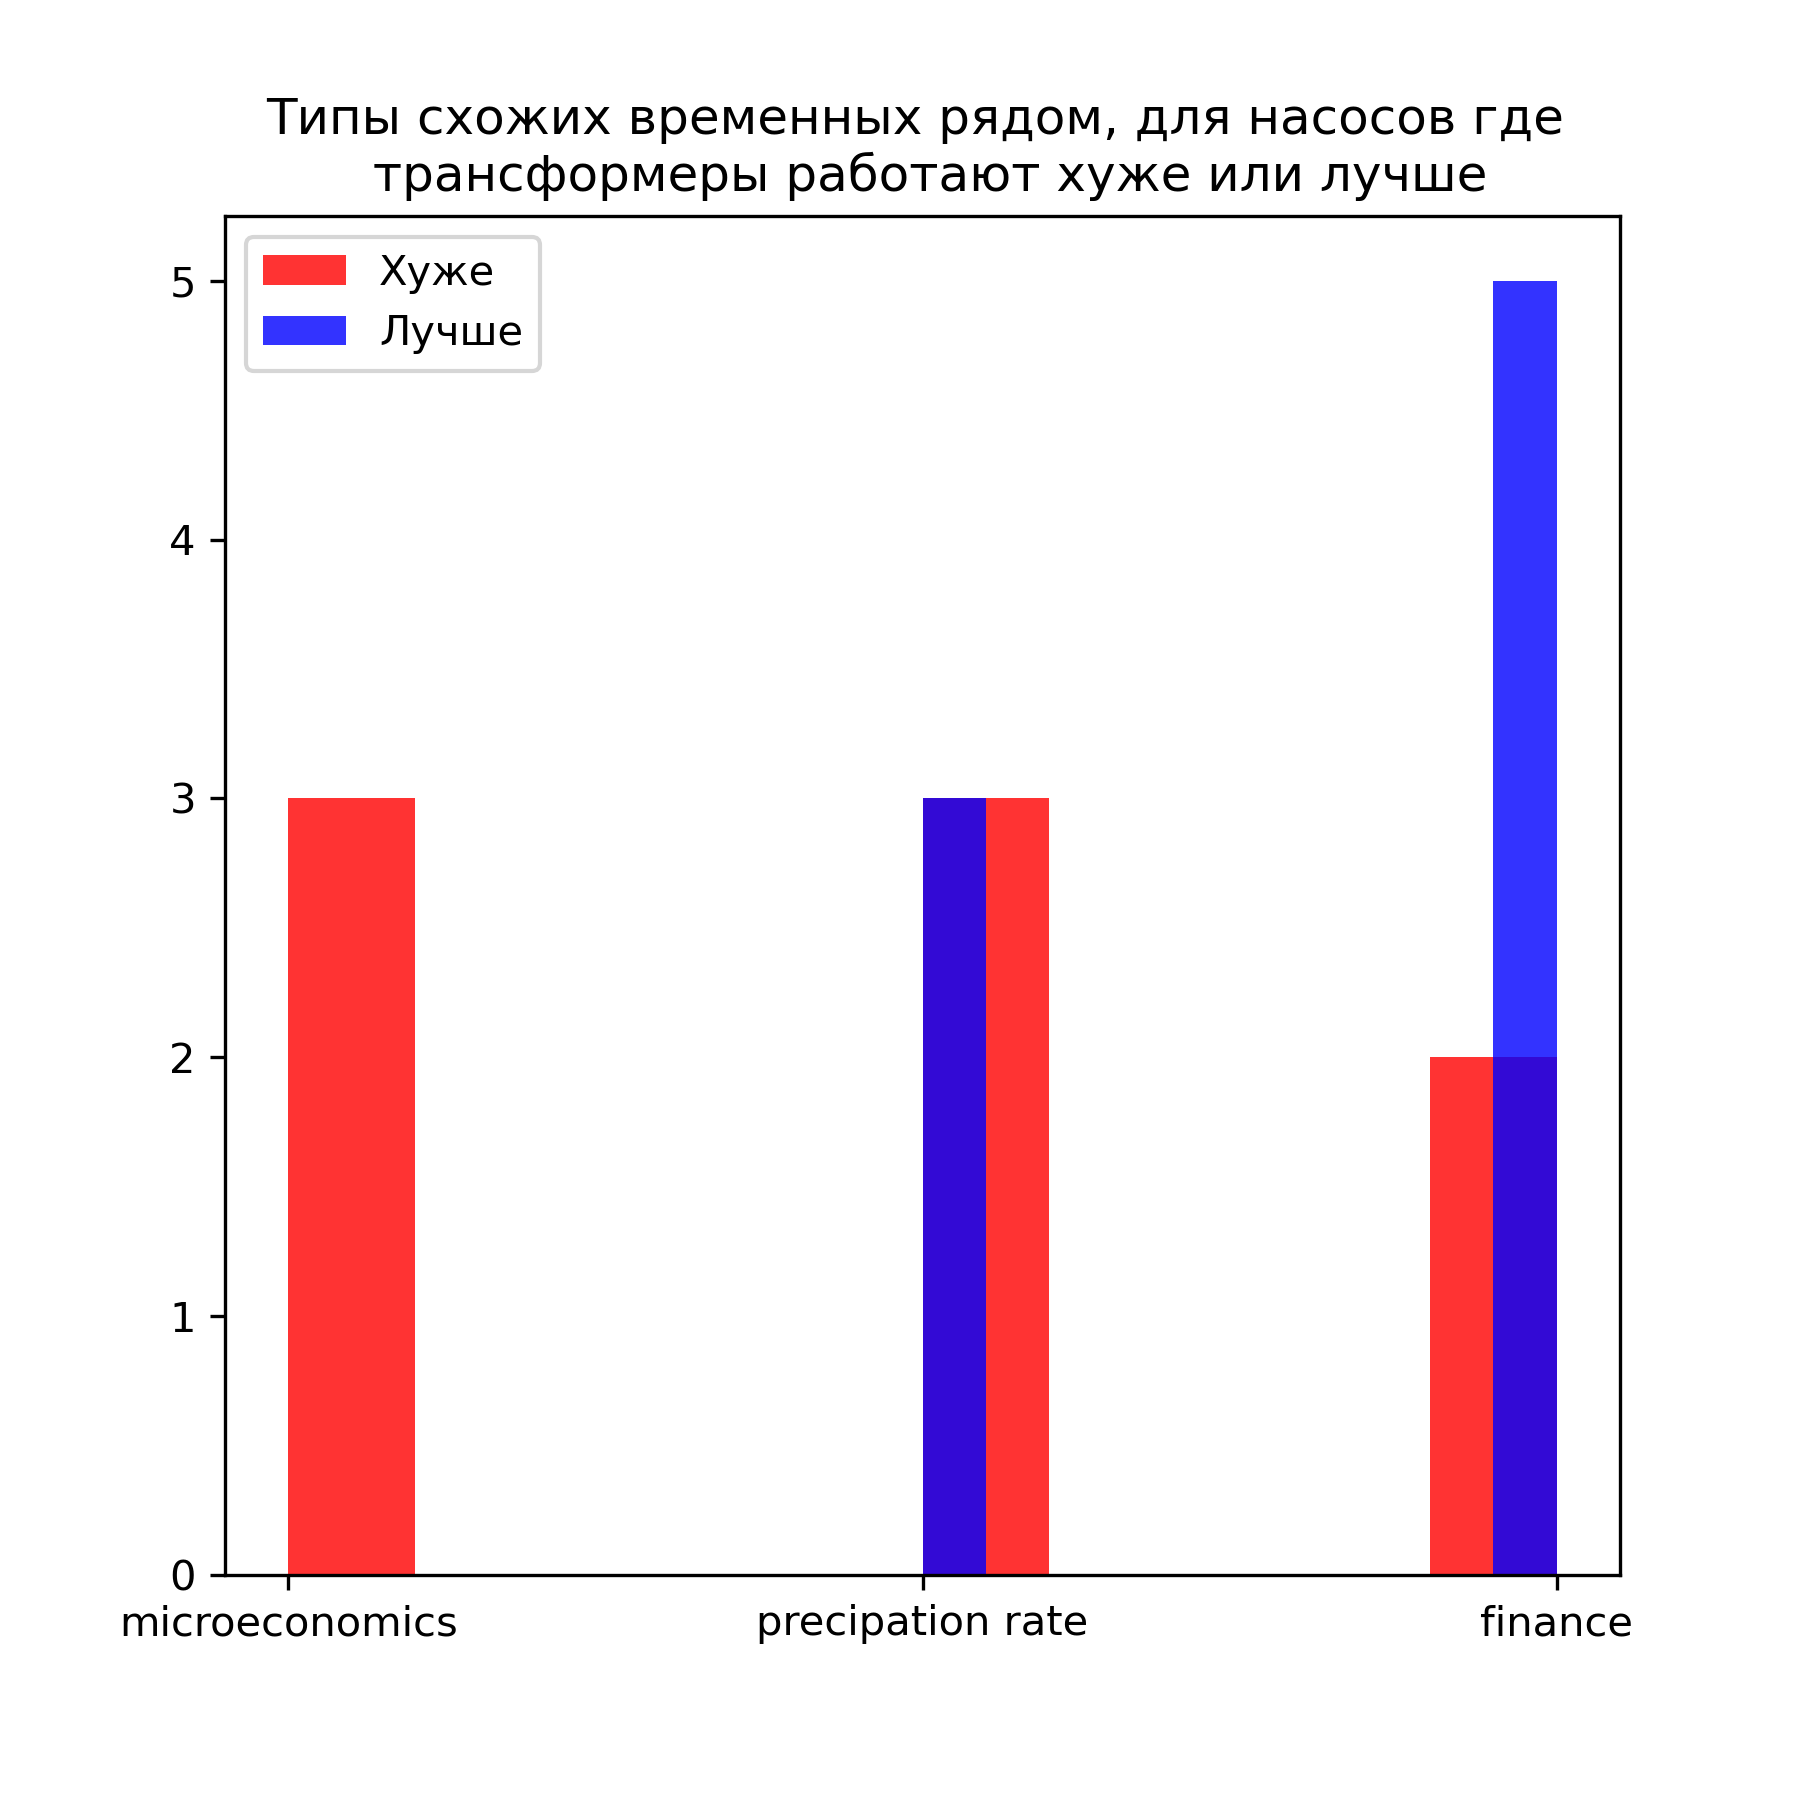 Типы схожих временных рядом, для насосов где
трансформеры работают хуже или лучше
Хуже
Лучше
5
4
3
2
1
0
microeconomics precipation rate finance